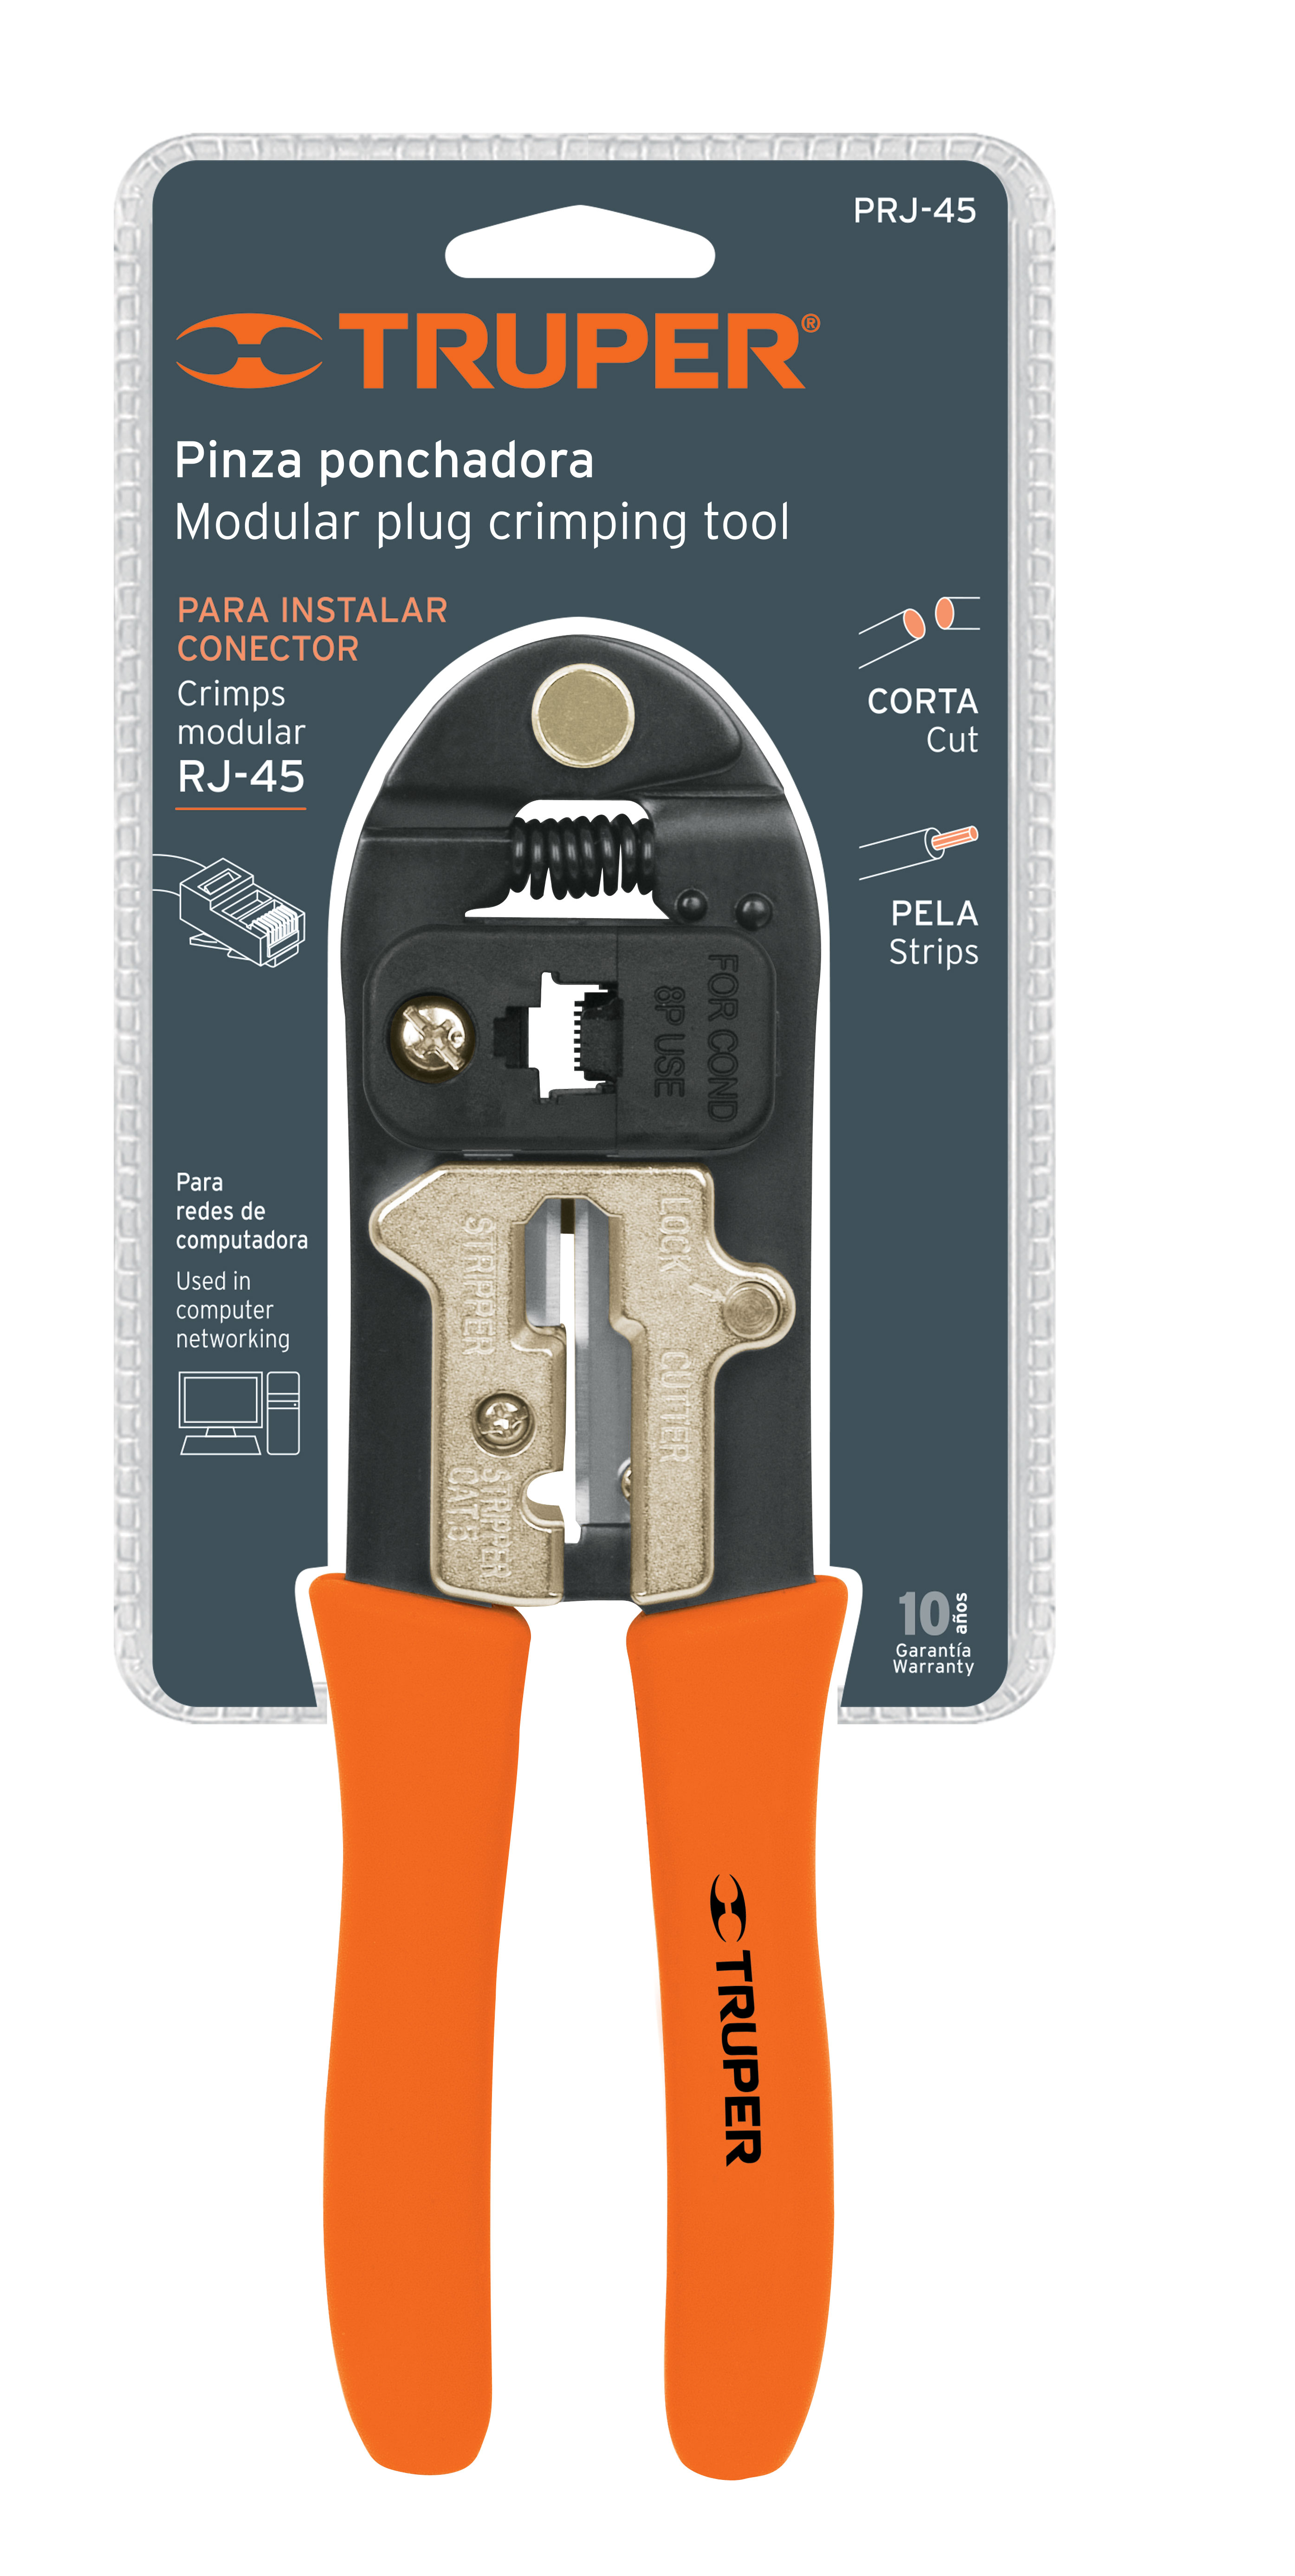 PRJ-45
TRUPER®
Pinza ponchadora
Modular plug crimping tool
PARA INSTALAR
CONECTOR
Crimps
modular
RJ-45
CORTA
Cut
PELA
Strips
FOR COND
8P USE
Para
redes de
computadora
Used in
computer
networking
STRIPPER
LOCK
CUTTER
STRIPPER
CAT.5
10 años
Garantía
Warranty
TRUPER